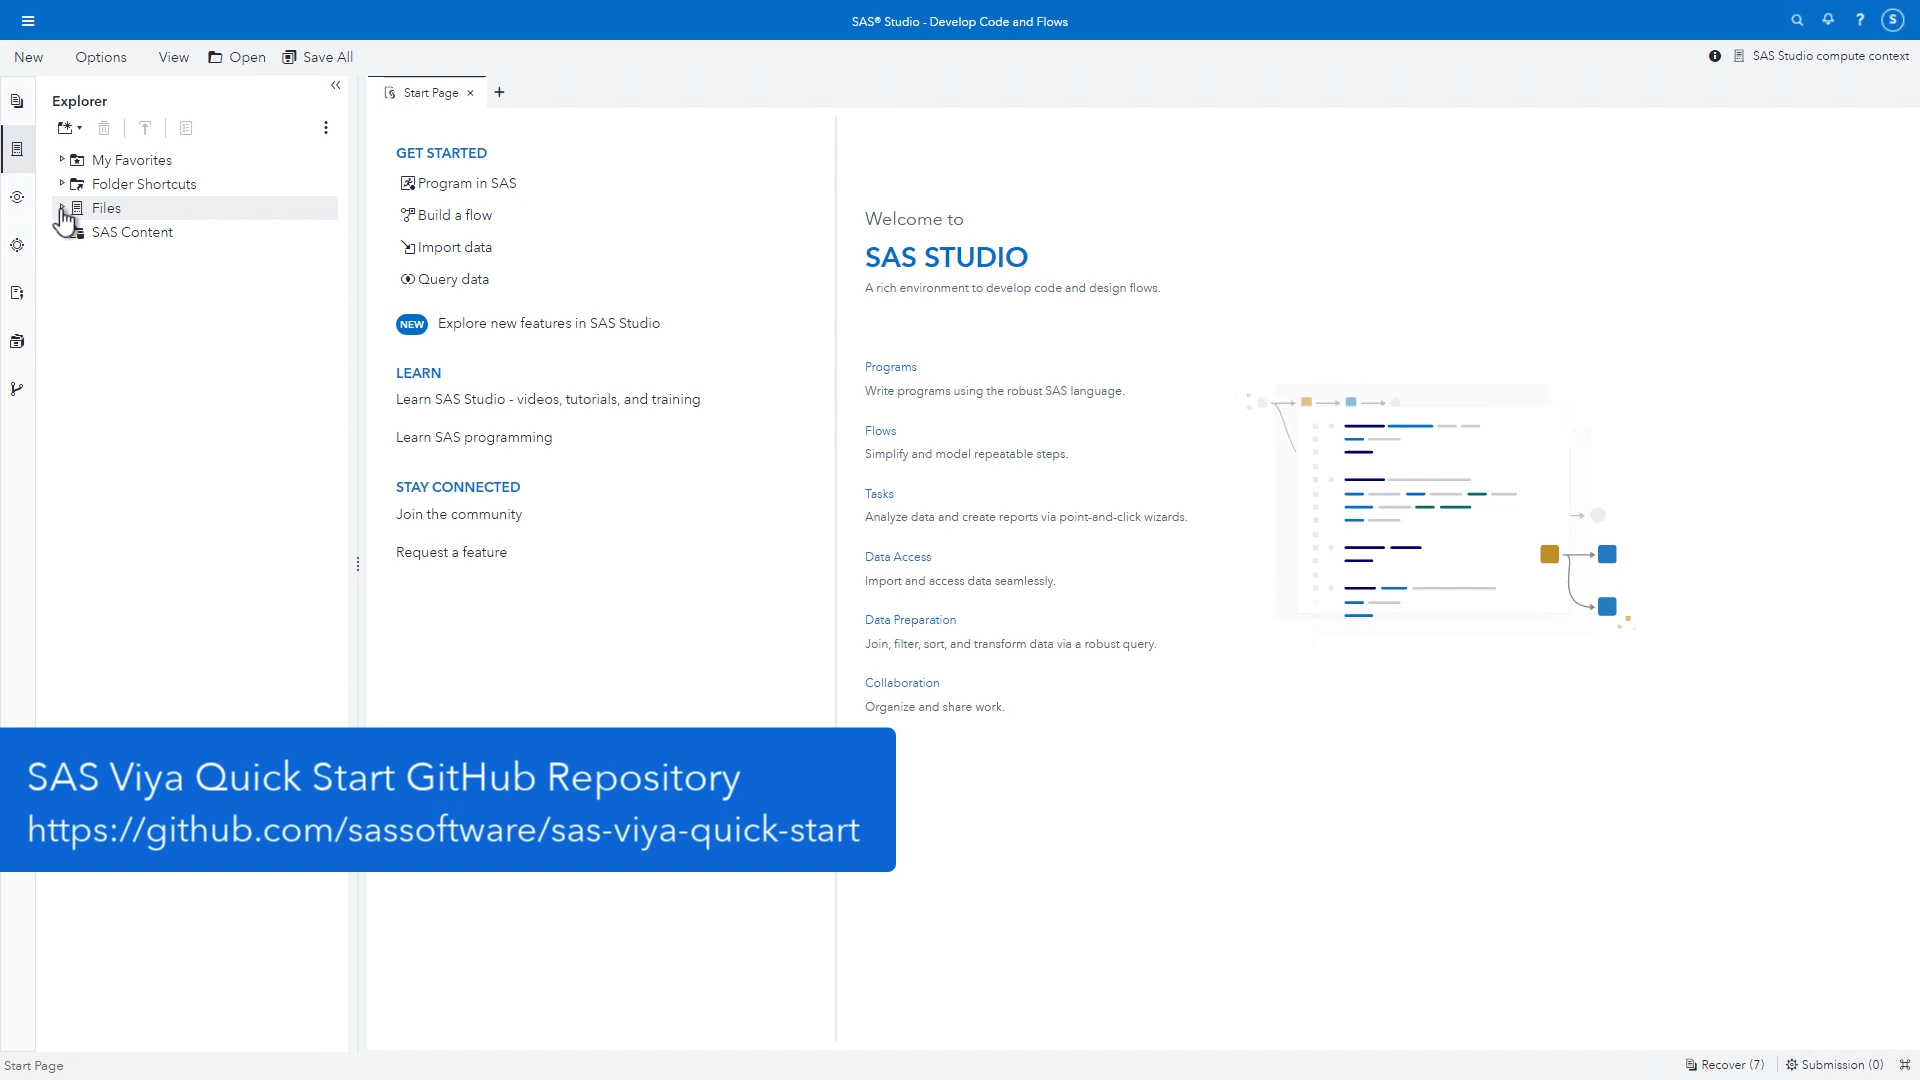 SAS® Studio - Develop Code and Flows
?
S
New
Options
View
Open
Save All
SAS Studio compute context
Explorer
Start Page
My Favorites
Folder Shortcuts
Files
SAS Content
GET STARTED
Program in SAS
Build a flow
Import data
Query data
NEW
Explore new features in SAS Studio
LEARN
Learn SAS Studio - videos, tutorials, and training
Learn SAS programming
STAY CONNECTED
Join the community
Request a feature
Welcome to
SAS STUDIO
A rich environment to develop code and design flows.
Programs
Write programs using the robust SAS language.
Flows
Simplify and model repeatable steps.
Tasks
Analyze data and create reports via point-and-click wizards.
Data Access
Import and access data seamlessly.
Data Preparation
Join, filter, sort, and transform data via a robust query.
Collaboration
Organize and share work.
SAS Viya Quick Start GitHub Repository
https://github.com/sassoftware/sas-viya-quick-start
Start Page
Recover (7)
Submission (0)